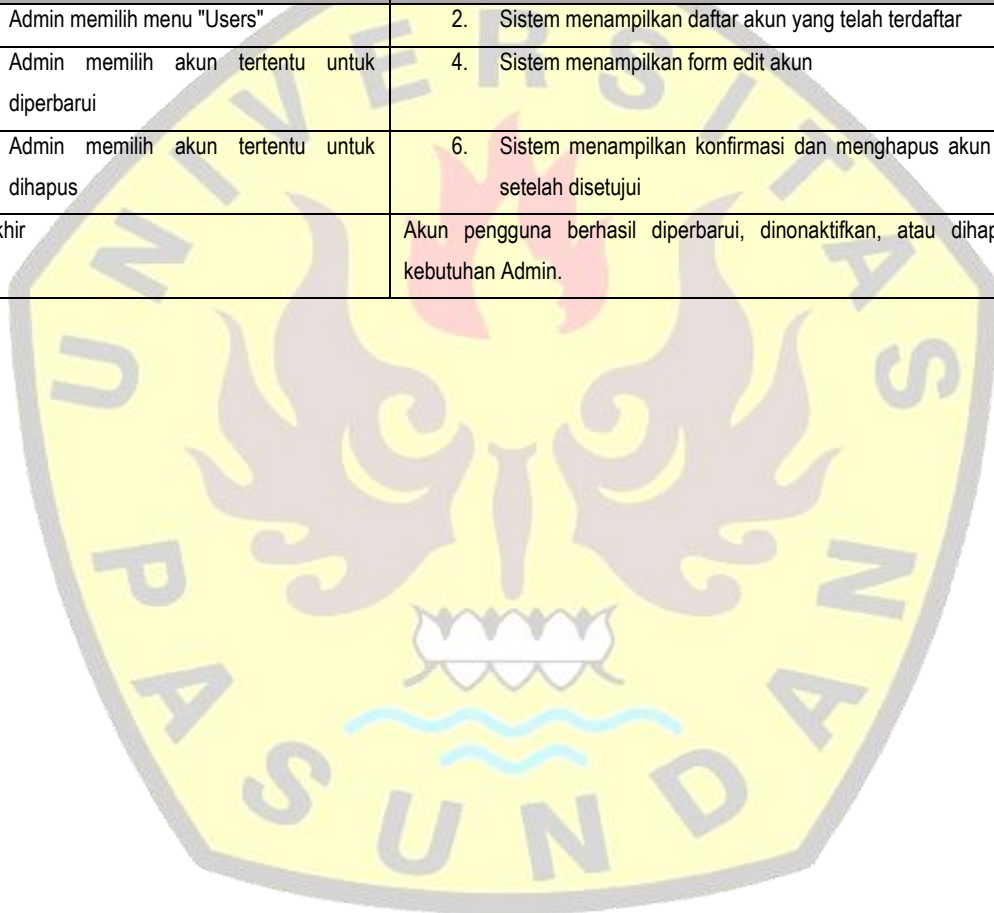 Admin memilih menu "Users" 2. Sistem menampilkan daftar akun yang telah terdaftar
Admin memilih akun tertentu untuk 4. Sistem menampilkan form edit akun
diperbarui
Admin memilih akun tertentu untuk 6. Sistem menampilkan konfirmasi dan menghapus akun
dihapus setelah disetujui
khir Akun pengguna berhasil diperbarui, dinonaktifkan, atau dihap
kebutuhan Admin.
UNIVERSITAS
PASUNDAN